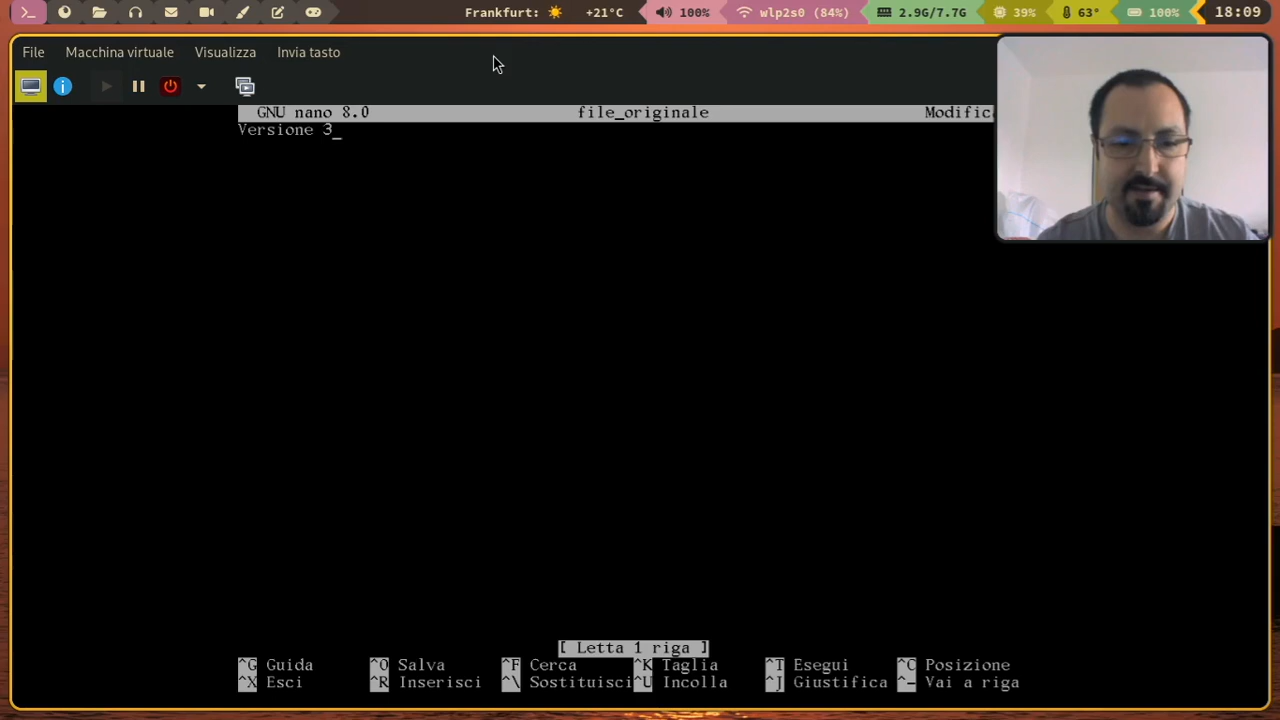 Frankfurt: +21°C 100% wlp2s0 (84%) 2.9G/7.7G 39% 63° 100% 18:09
File Macchina virtuale Visualizza Invia tasto
GNU nano 8.0 file_originale Modifica
Versione 3_
[ Letta 1 riga ]
^G Guida ^O Salva ^F Cerca ^K Taglia ^T Esegui ^C Posizione
^X Esci ^R Inserisci ^\ Sostituisci ^U Incolla ^J Giustifica ^- Vai a riga